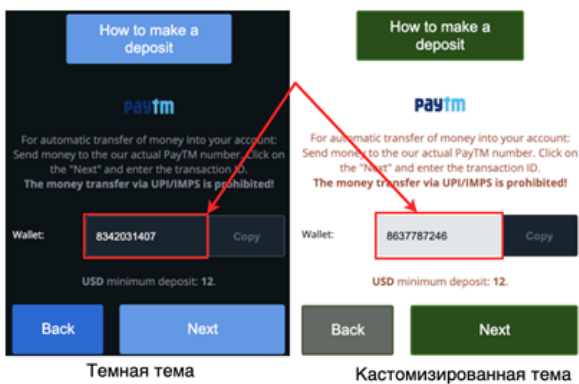 How to make a
deposit
paytm
For automatic transfer of money into your account:
Send money to the our actual PayTM number. Click on
the "Next" and enter the transaction ID.
The money transfer via UPI/IMPS is prohibited!
Wallet:
8342031407
Copy
USD minimum deposit: 12.
Back
Next
Темная тема
How to make a
deposit
paytm
For automatic transfer of money into your account:
Send money to the our actual PayTM number. Click on
the "Next" and enter the transaction ID.
The money transfer via UPI/IMPS is prohibited!
Wallet:
8637787246
Copy
USD minimum deposit: 12.
Back
Next
Кастомизированная тема